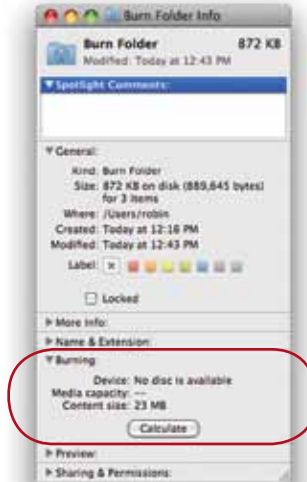 Burn Folder Info
Burn Folder 872 KB
Modified: Today at 12:43 PM
Spotlight Comments:
General:
Kind: Burn Folder
Size: 872 KB on disk (889,645 bytes)
for 3 items
Where: /Users/robin
Created: Today at 12:16 PM
Modified: Today at 12:43 PM
Label: x
Locked
More Info:
Name & Extension:
Burning:
Device: No disc is available
Media capacity: --
Content size: 23 MB
Calculate
Preview:
Sharing & Permissions: